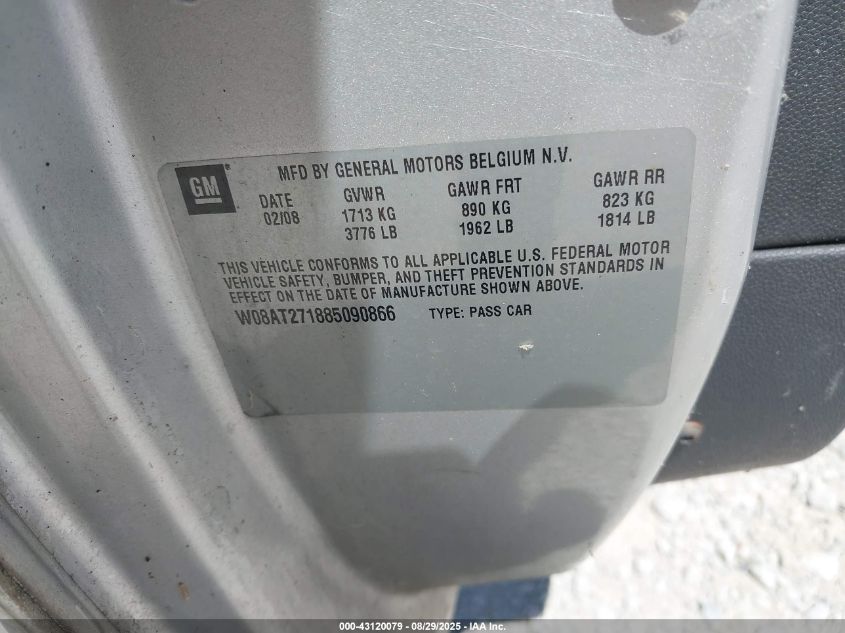 MFD BY GENERAL MOTORS BELGIUM N.V.
GM
DATE GVWR GAWR FRT GAWR RR
02/08 1713 KG 890 KG 823 KG
3776 LB 1962 LB 1814 LB
THIS VEHICLE CONFORMS TO ALL APPLICABLE U.S. FEDERAL MOTOR
VEHICLE SAFETY, BUMPER, AND THEFT PREVENTION STANDARDS IN
EFFECT ON THE DATE OF MANUFACTURE SHOWN ABOVE.
W08AT271885090866 TYPE: PASS CAR
000-43120079 - 08/29/2025 - IAA Inc.